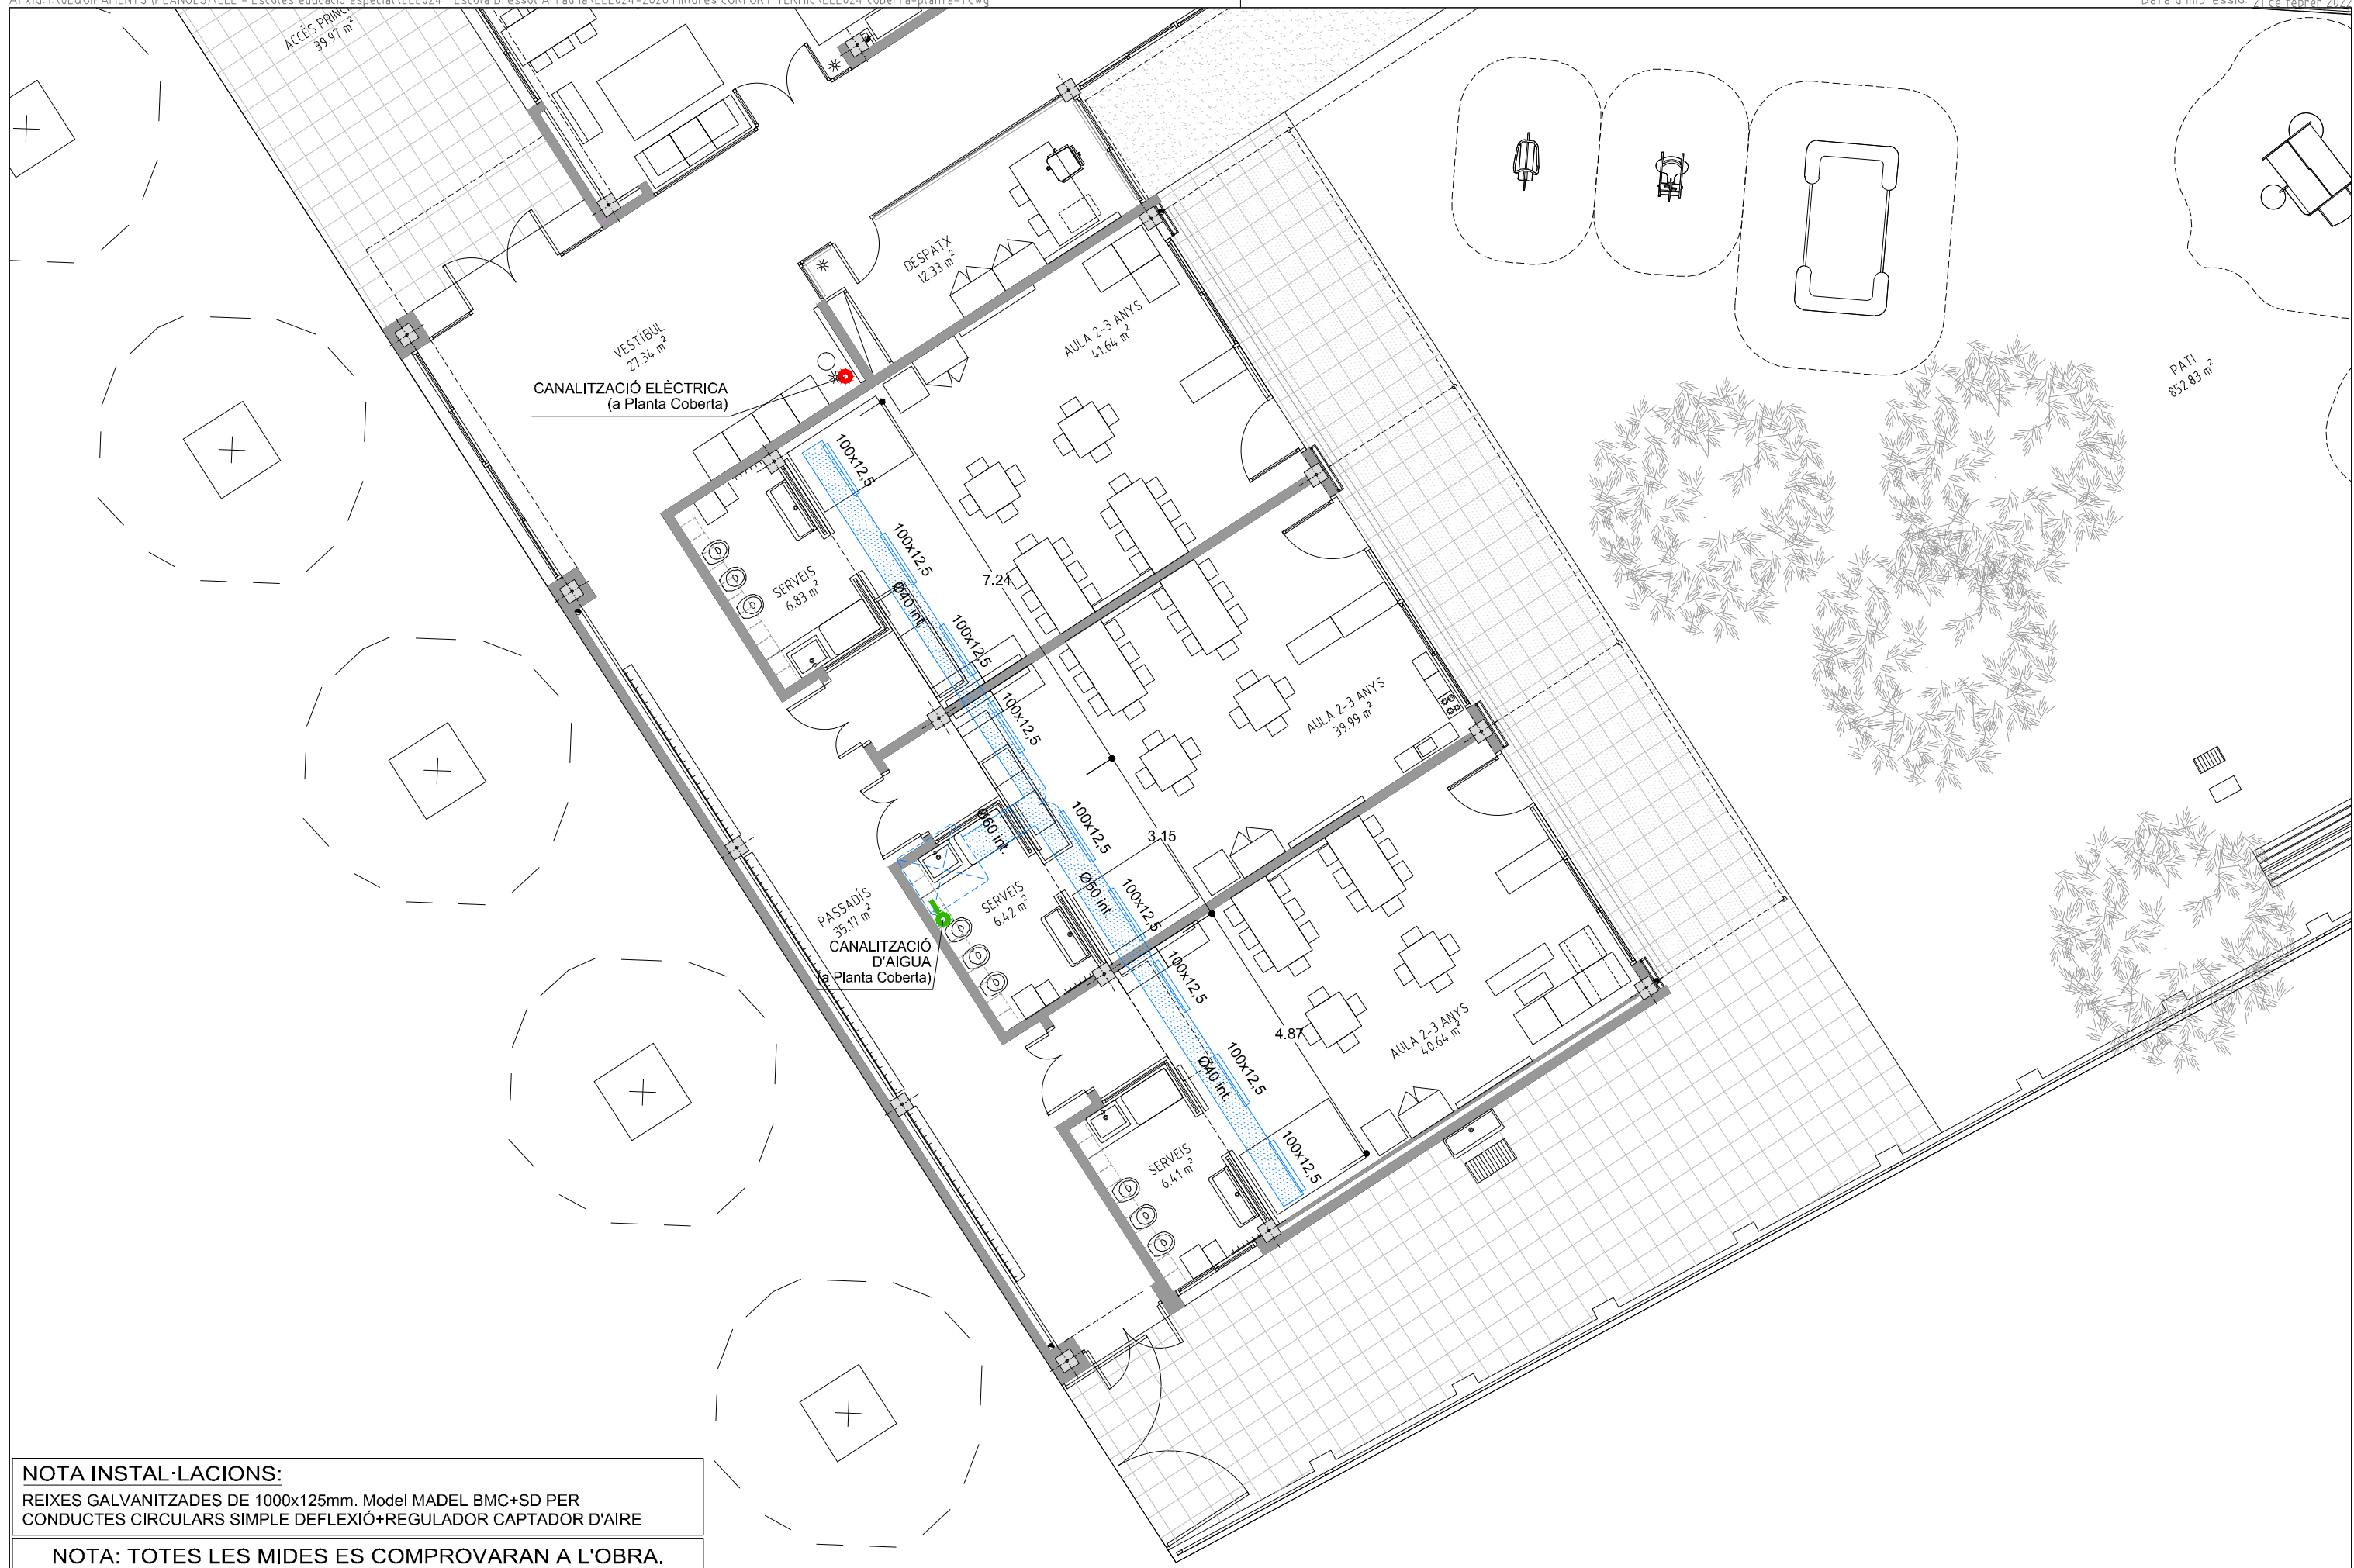 21 de febrer 2022
ACCÉS
39.97 m²
DESPATX
12.33 m²
VESTÍBUL
27.34 m²
CANALITZACIÓ ELÈCTRICA
(a Planta Coberta)
AULA 2-3 ANYS
41.64 m²
PATI
852.83 m²
100x12,5
100x12,5
Ø40 int.
7.24
SERVEIS
6.83 m²
100x12,5
100x12,5
AULA 2-3 ANYS
39.99 m²
Ø60 int.
100x12,5
3.15
Ø50 int.
100x12,5
SERVEIS
6.42 m²
PASSADÍS
35.17 m²
CANALITZACIÓ
D'AIGUA
(a Planta Coberta)
100x12,5
4.87
AULA 2-3 ANYS
40.64 m²
100x12,5
Ø40 int.
100x12,5
SERVEIS
6.41 m²
NOTA INSTAL·LACIONS:
REIXES GALVANITZADES DE 1000x125mm. Model MADEL BMC+SD PER
CONDUCTES CIRCULARS SIMPLE DEFLEXIÓ+REGULADOR CAPTADOR D'AIRE
NOTA: TOTES LES MIDES ES COMPROVARAN A L'OBRA.